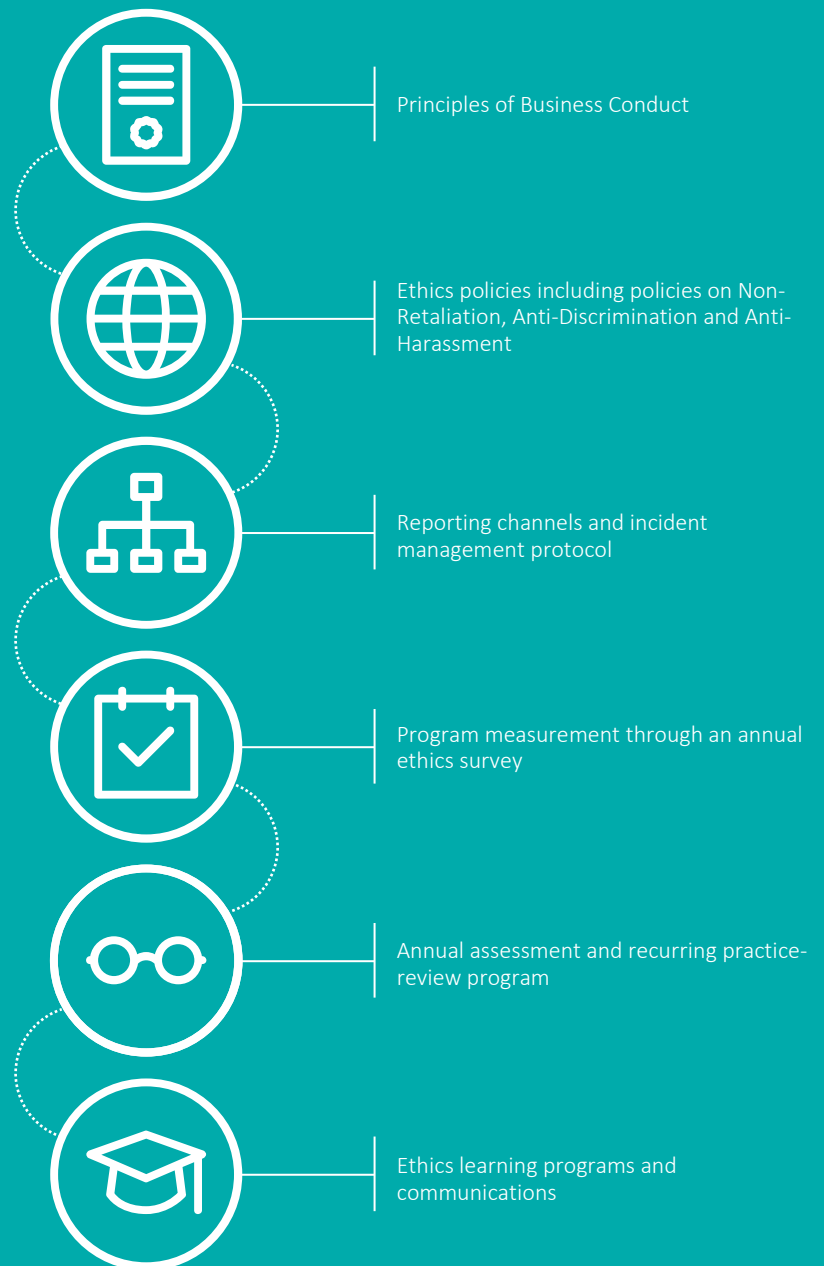 Principles of Business Conduct
Ethics policies including policies on Non-
Retaliation, Anti-Discrimination and Anti-
Harassment
Reporting channels and incident
management protocol
Program measurement through an annual
ethics survey
Annual assessment and recurring practice-
review program
Ethics learning programs and
communications